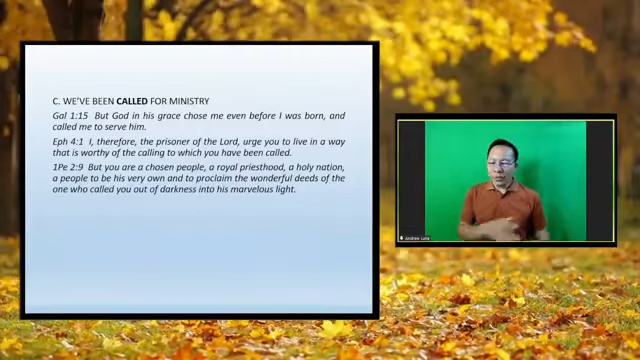 C. WE'VE BEEN CALLED FOR MINISTRY
Gal 1:15 But God in his grace chose me even before I was born, and
called me to serve him.
Eph 4:1 I, therefore, the prisoner of the Lord, urge you to live in a way
that is worthy of the calling to which you have been called.
1Pe 2:9 But you are a chosen people, a royal priesthood, a holy nation,
a people to be his very own and to proclaim the wonderful deeds of the
one who called you out of darkness into his marvelous light.
Andrew Luna